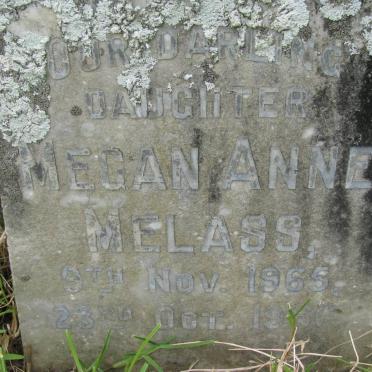 OUR DARLING
DAUGHTER
MEGAN ANNE
MELASS,
9TH NOV. 1965.
23RD OCT.